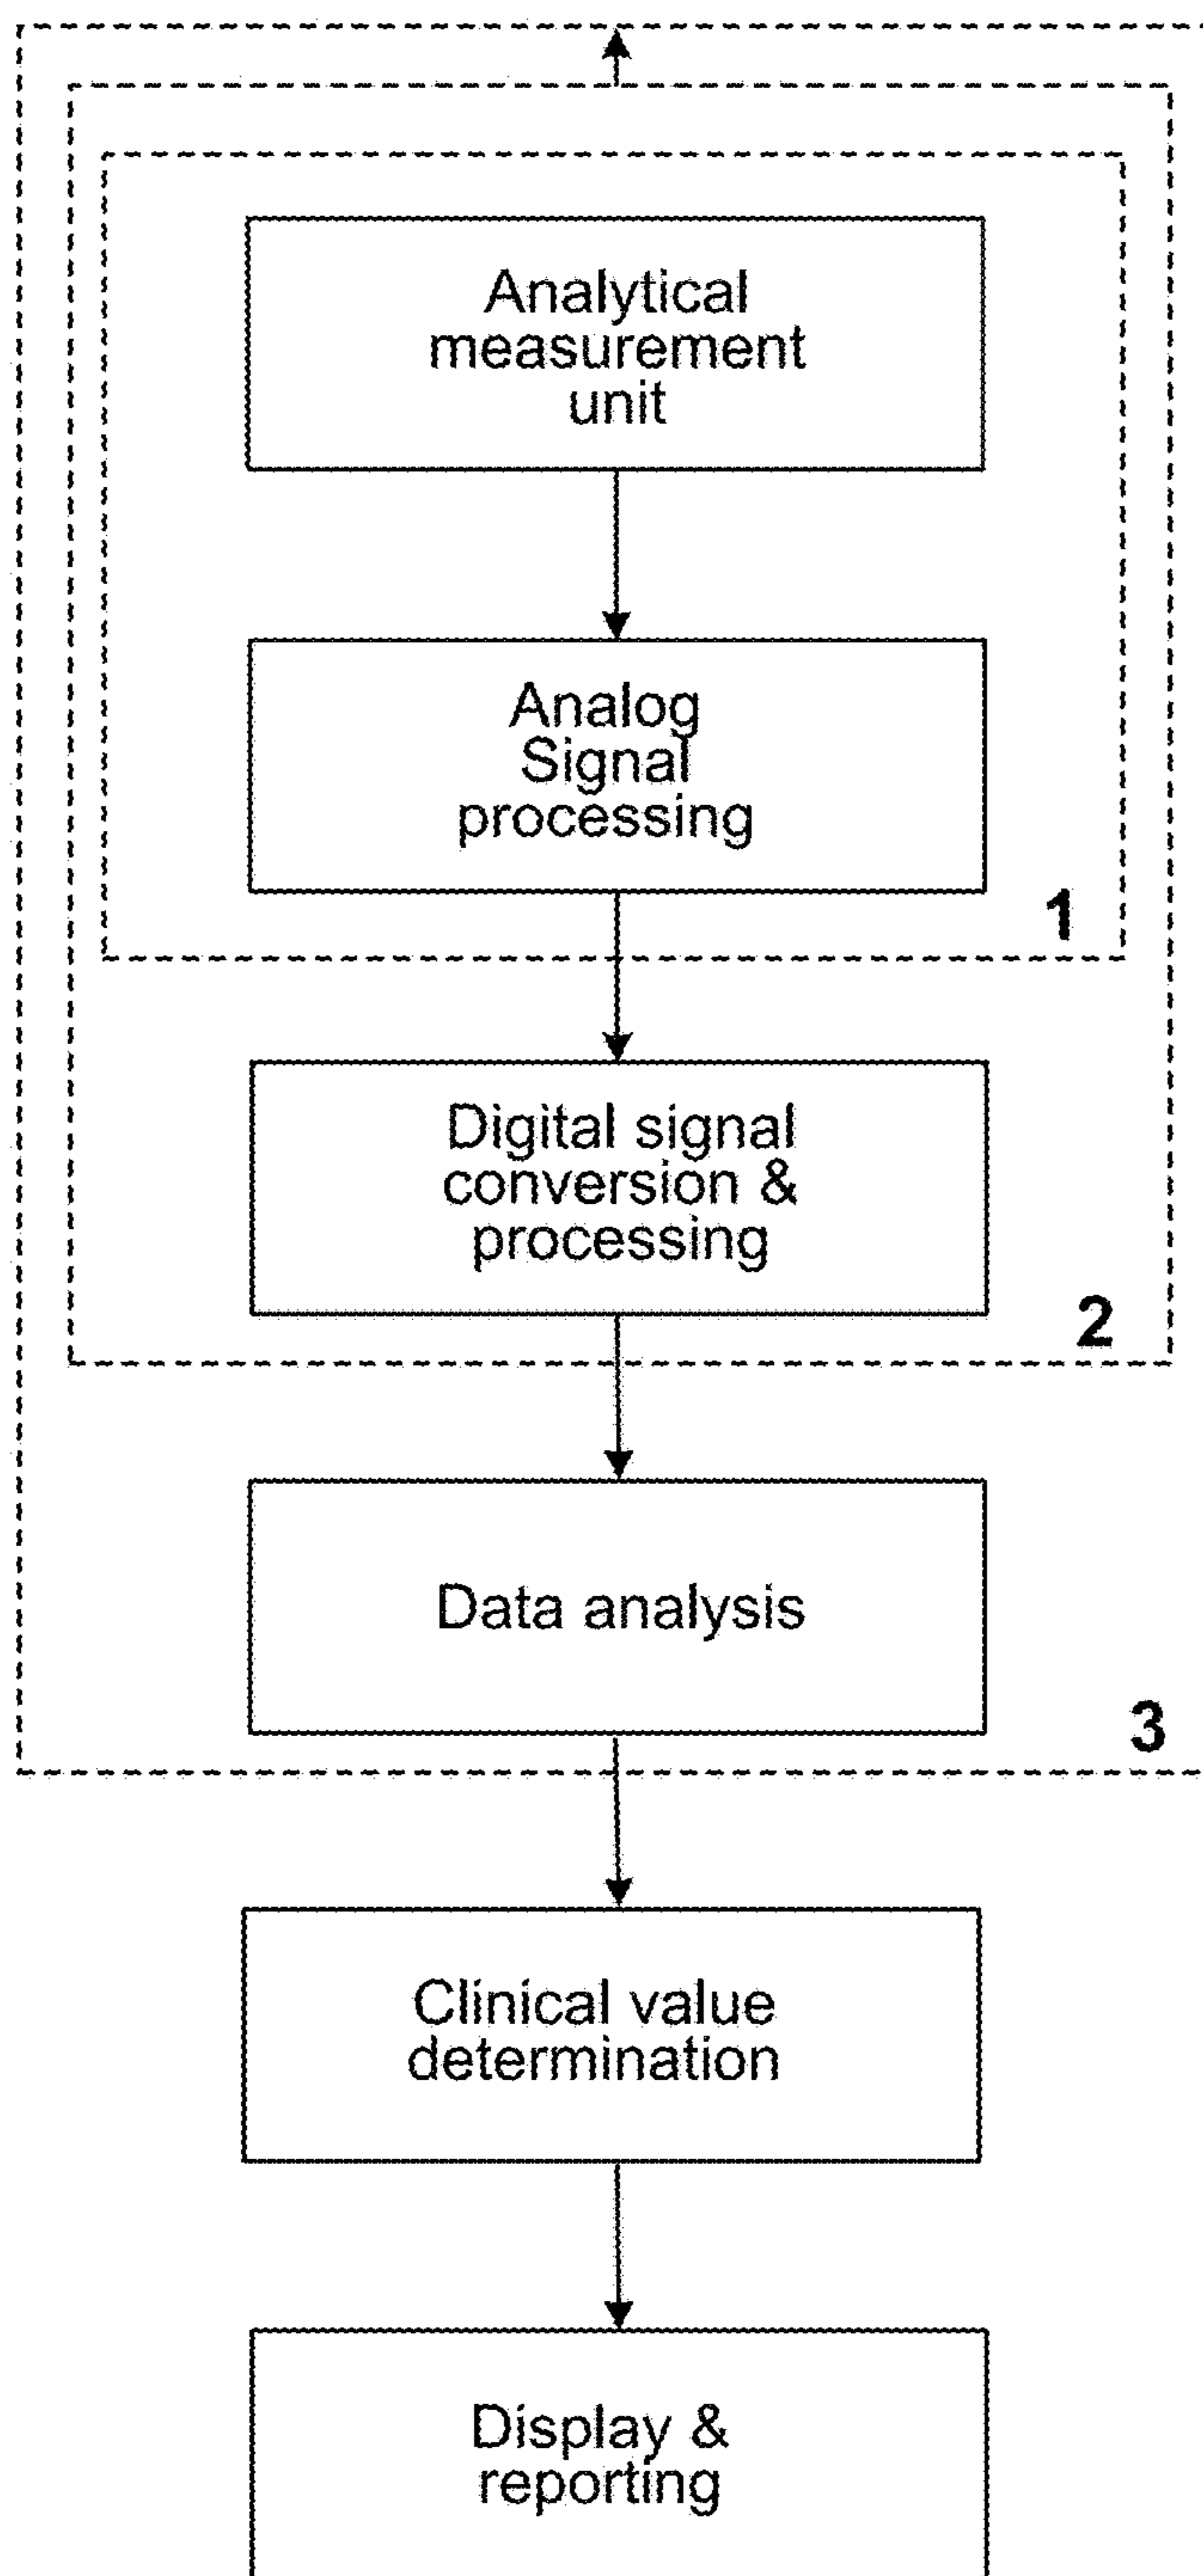 Analytical
measurement
unit
Analog
Signal
processing
1
Digital signal
conversion &
processing
2
Data analysis
3
Clinical value
determination
Display &
reporting